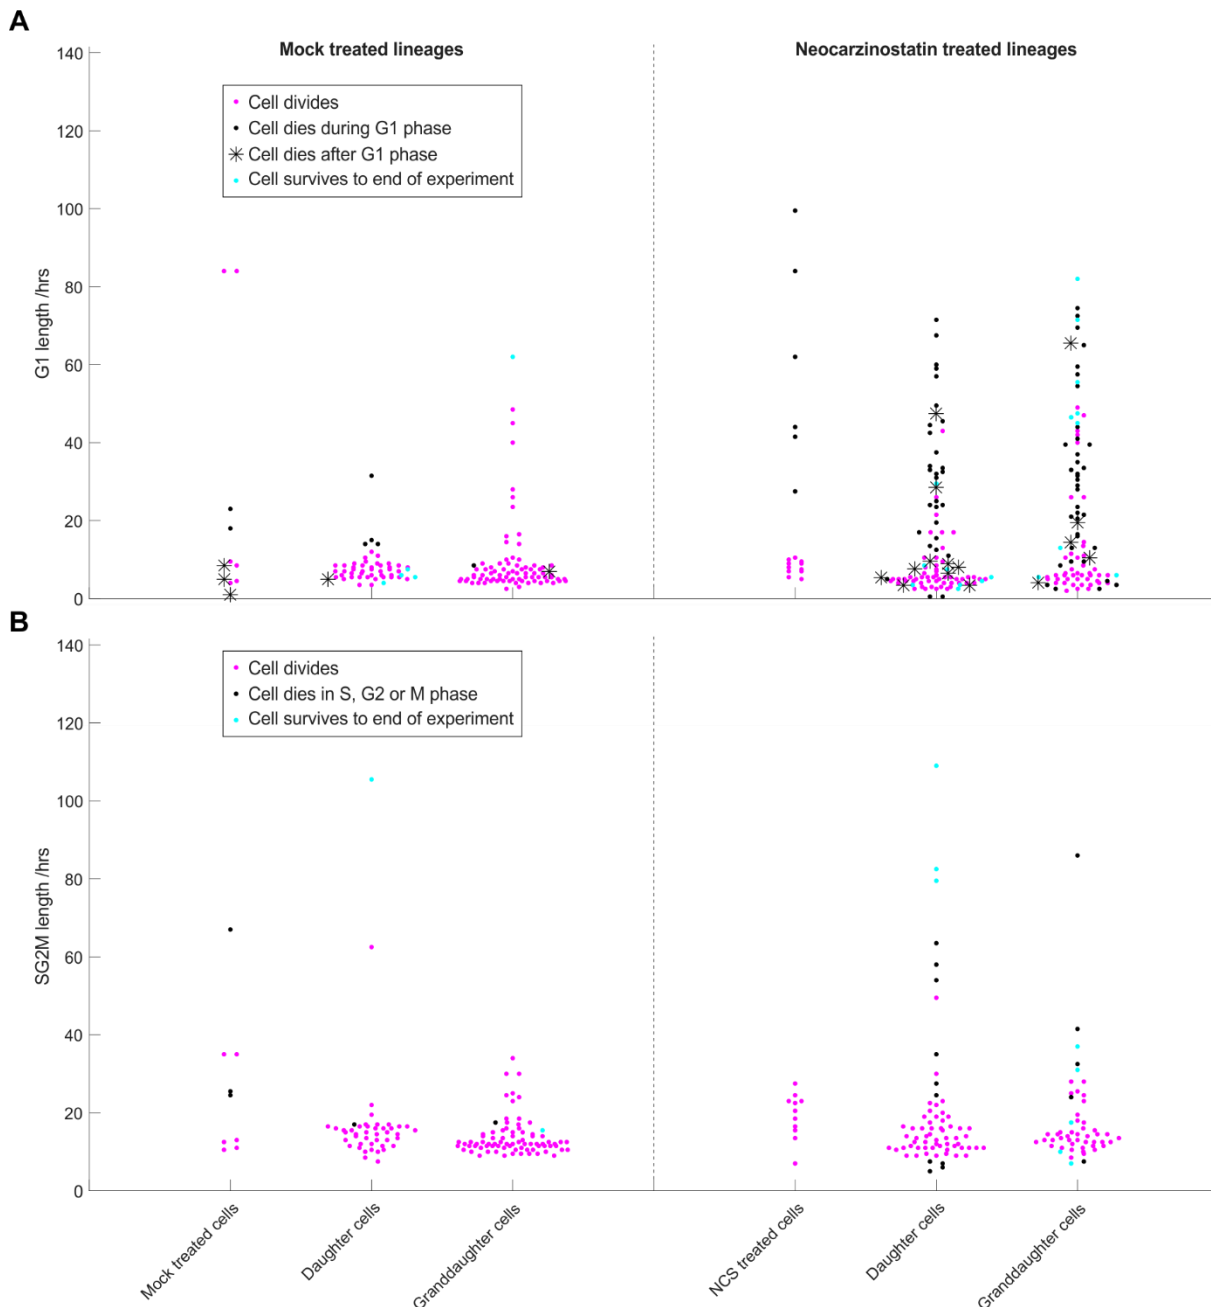 A
Mock treated lineages
Neocarzinostatin treated lineages
140
120
100
80
60
40
20
0
G1 length /hrs
Cell divides
Cell dies during G1 phase
Cell dies after G1 phase
Cell survives to end of experiment
B
140
120
100
80
60
40
20
0
SG2M length /hrs
Cell divides
Cell dies in S, G2 or M phase
Cell survives to end of experiment
Mock treated cells
Daughter cells
Granddaughter cells
NCS treated cells
Daughter cells
Granddaughter cells